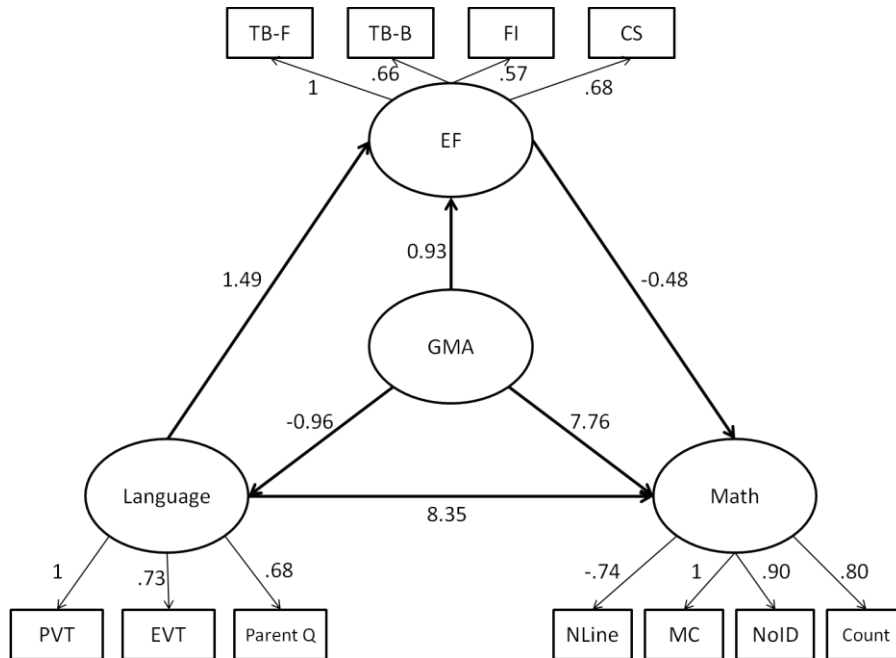 TB-F TB-B FI CS
1 .66 .57 .68
EF
0.93
1.49 -0.48
GMA
-0.96 7.76
Language Math
8.35
1 .73 .68 -.74 1 .90 .80
PVT EVT Parent Q NLine MC NoID Count